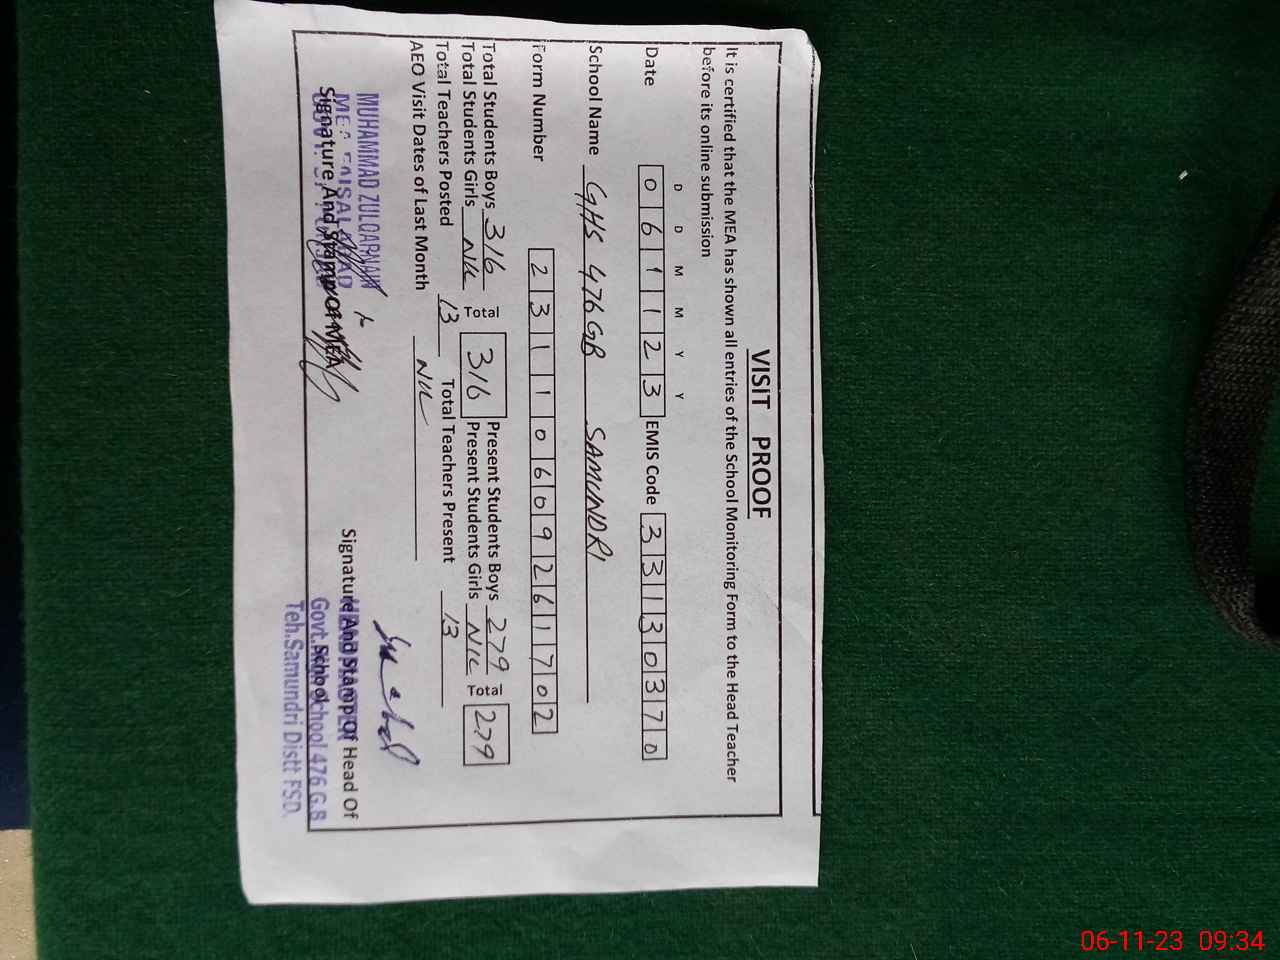 VISIT PROOF
It is certified that the MEA has shown all entries of the School Monitoring Form to the Head Teacher
before its online submission
D D M M Y Y
Date 0 6 1 1 2 3 EMIS Code 3 3 1 3 0 3 7 0
School Name GHS 476 GB SAMUNDRI
Form Number 2 3 1 1 0 6 0 9 2 6 1 7 0 2
Total Students Boys 316 Total 316 Present Students Boys 279 Total 279
Total Students Girls NIL Present Students Girls NIL
Total Teachers Posted 13 Total Teachers Present 13
AEO Visit Dates of Last Month NIL
MUHAMMAD ZULQARNAIN
MEA FAISALABAD
Signature And Stamp Of MEA
Signature And Stamp Of Head Of
School
Govt. High School 476 G.B
Teh. Samundri Distt FSD.
06-11-23 09:34